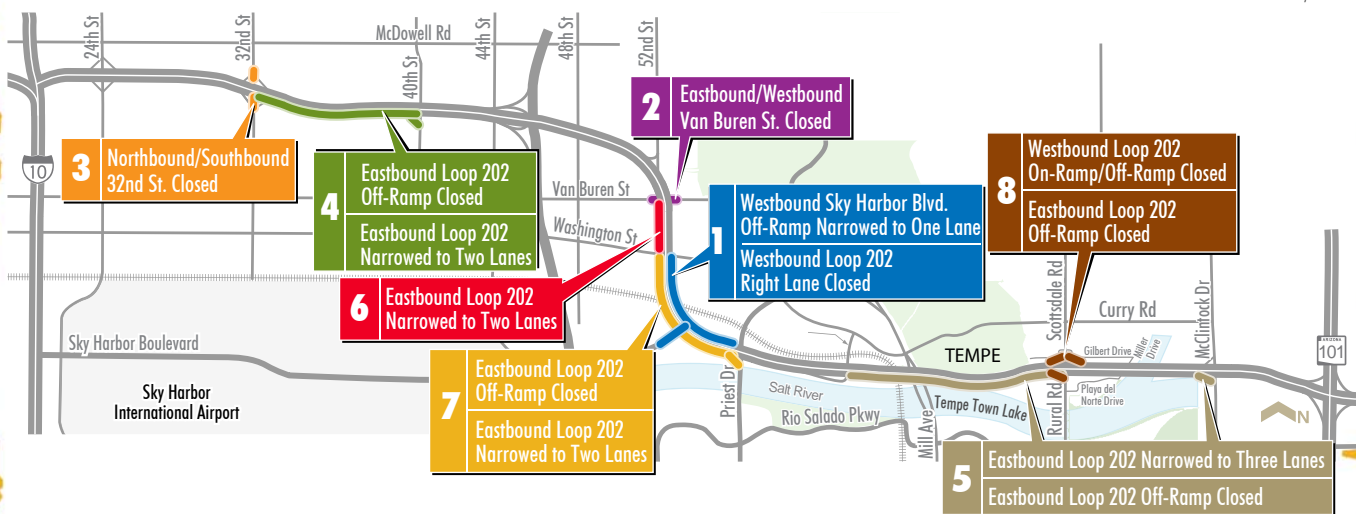 24th St
32nd St
McDowell Rd
40th St
44th St
48th St
52nd St
2
Eastbound/Westbound
Van Buren St. Closed
10
3
Northbound/Southbound
32nd St. Closed
4
Eastbound Loop 202
Off-Ramp Closed
Eastbound Loop 202
Narrowed to Two Lanes
Van Buren St
Washington St
1
Westbound Sky Harbor Blvd.
Off-Ramp Narrowed to One Lane
Westbound Loop 202
Right Lane Closed
8
Westbound Loop 202
On-Ramp/Off-Ramp Closed
Eastbound Loop 202
Off-Ramp Closed
6
Eastbound Loop 202
Narrowed to Two Lanes
Scottsdale Rd
Curry Rd
McClintock Dr
Sky Harbor Boulevard
TEMPE
Gilbert Drive
Miller
Drive
ARIZONA
101
Sky Harbor
International Airport
7
Eastbound Loop 202
Off-Ramp Closed
Eastbound Loop 202
Narrowed to Two Lanes
Priest Dr
Salt River
Rio Salado Pkwy
Mill Ave
Tempe Town Lake
Rural Rd
Playa del
Norte Drive
N
5
Eastbound Loop 202 Narrowed to Three Lanes
Eastbound Loop 202 Off-Ramp Closed